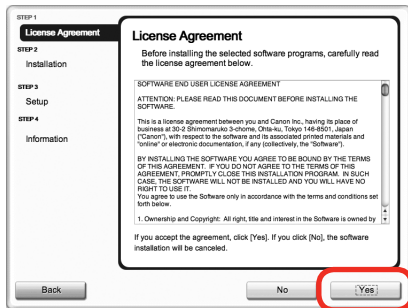 STEP 1
License Agreement
STEP 2
Installation
STEP 3
Setup
STEP 4
Information
License Agreement
Before installing the selected software programs, carefully read
the license agreement below.
SOFTWARE END USER LICENSE AGREEMENT
ATTENTION: PLEASE READ THIS DOCUMENT BEFORE INSTALLING THE
SOFTWARE.
This is a license agreement between you and Canon Inc., having its place of
business at 30-2 Shimomaruko 3-chome, Ohta-ku, Tokyo 146-8501, Japan
("Canon"), with respect to the software and its associated printed materials and
"online" or electronic documentation, if any (collectively, the "Software").
BY INSTALLING THE SOFTWARE YOU AGREE TO BE BOUND BY THE TERMS
OF THIS AGREEMENT. IF YOU DO NOT AGREE TO THE TERMS OF THIS
AGREEMENT, PROMPTLY CLOSE THIS INSTALLATION PROGRAM. IN SUCH
CASE, THE SOFTWARE WILL NOT BE INSTALLED AND YOU WILL HAVE NO
RIGHT TO USE IT.
You agree to use the Software only in accordance with the terms and conditions set
forth below.
1. Ownership and Copyright: All right, title and interest in the Software is owned by
If you accept the agreement, click [Yes]. If you click [No], the software
installation will be canceled.
Back
No
Yes